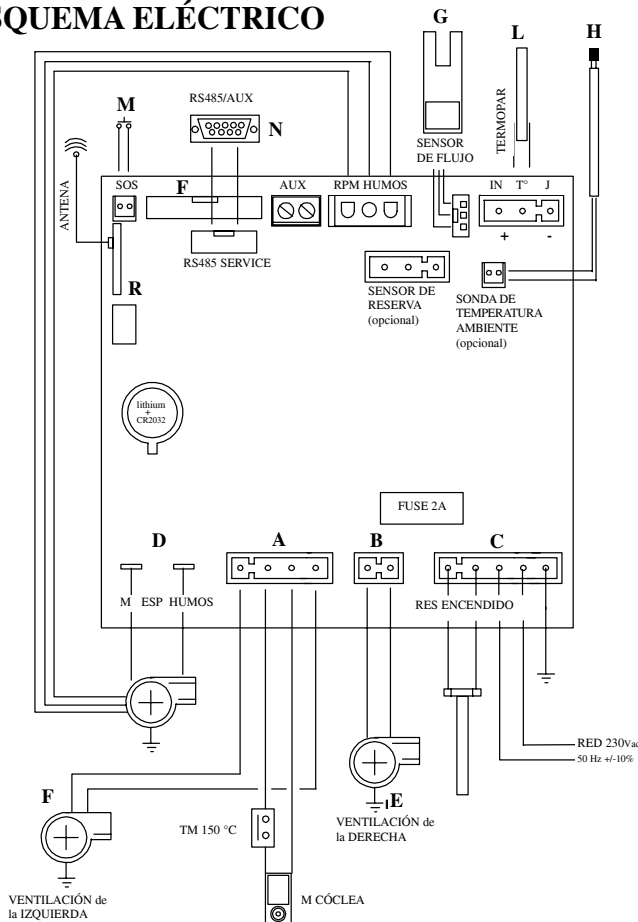 SQUEMA ELÉCTRICO
G
L
H
M
RS485/AUX
N
ANTENA
SENSOR
DE FLUJO
TERMOPAR
SOS
F
AUX
RPM HUMOS
IN T° J
+ -
RS485 SERVICE
R
SENSOR DE
RESERVA
(opcional)
SONDA DE
TEMPERATURA
AMBIENTE
(opcional)
lithium
+
CR2032
FUSE 2A
D
A
B
C
M ESP HUMOS
RES ENCENDIDO
RED 230Vac
50 Hz +/-10%
F
E
TM 150 °C
VENTILACIÓN de
la DERECHA
M CÓCLEA
VENTILACIÓN de
la IZQUIERDA